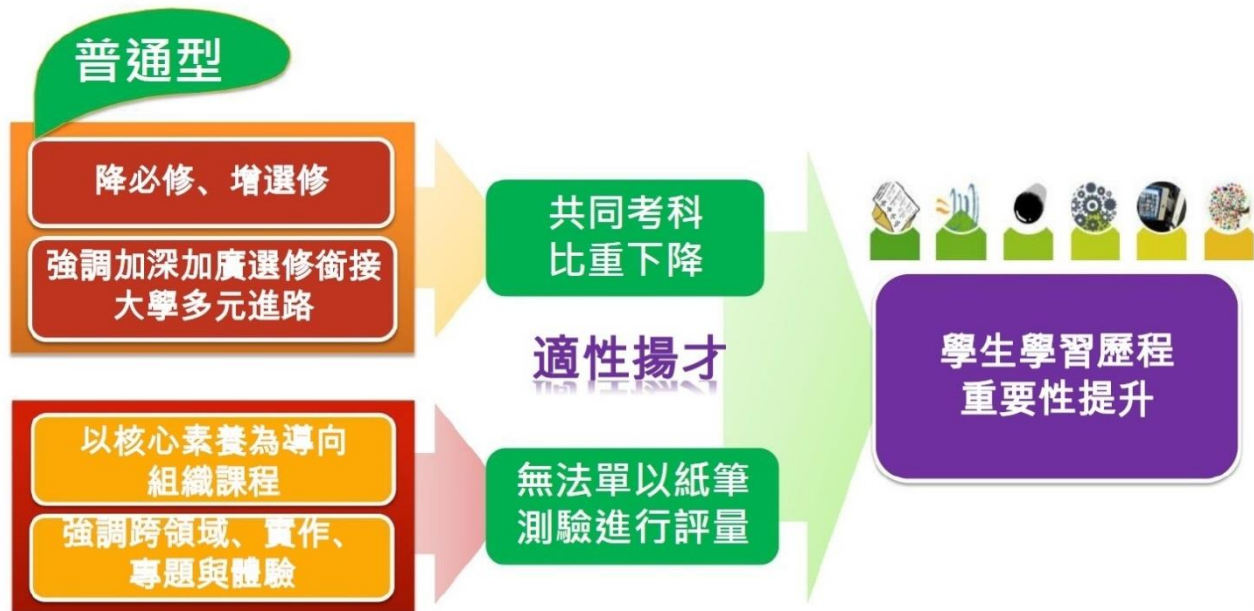 普通型
降必修、增選修
強調加深加廣選修銜接
大學多元進路
共同考科
比重下降
適性揚才
學生學習歷程
重要性提升
以核心素養為導向
組織課程
強調跨領域、實作、
專題與體驗
無法單以紙筆
測驗進行評量